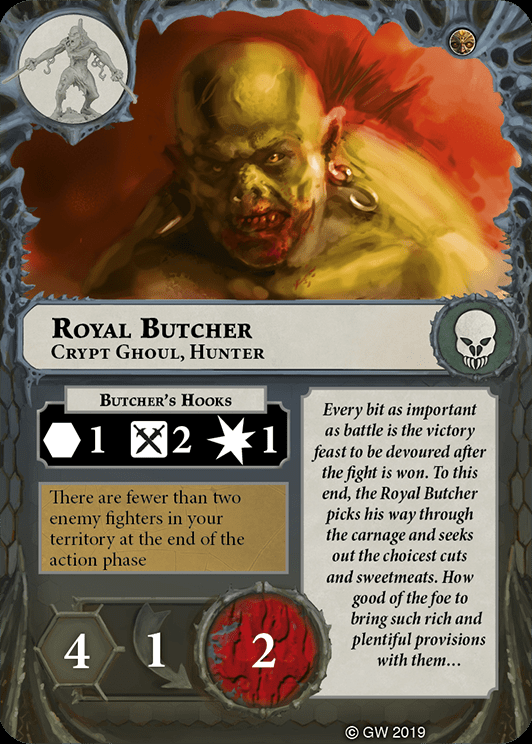 ROYAL BUTCHER
CRYPT GHOUL, HUNTER
BUTCHER'S HOOKS
1 2 1
There are fewer than two
enemy fighters in your
territory at the end of the
action phase
4 1 2
Every bit as important
as battle is the victory
feast to be devoured after
the fight is won. To this
end, the Royal Butcher
picks his way through
the carnage and seeks
out the choicest cuts
and sweetmeats. How
good of the foe to
bring such rich and
plentiful provisions
with them…
© GW 2019